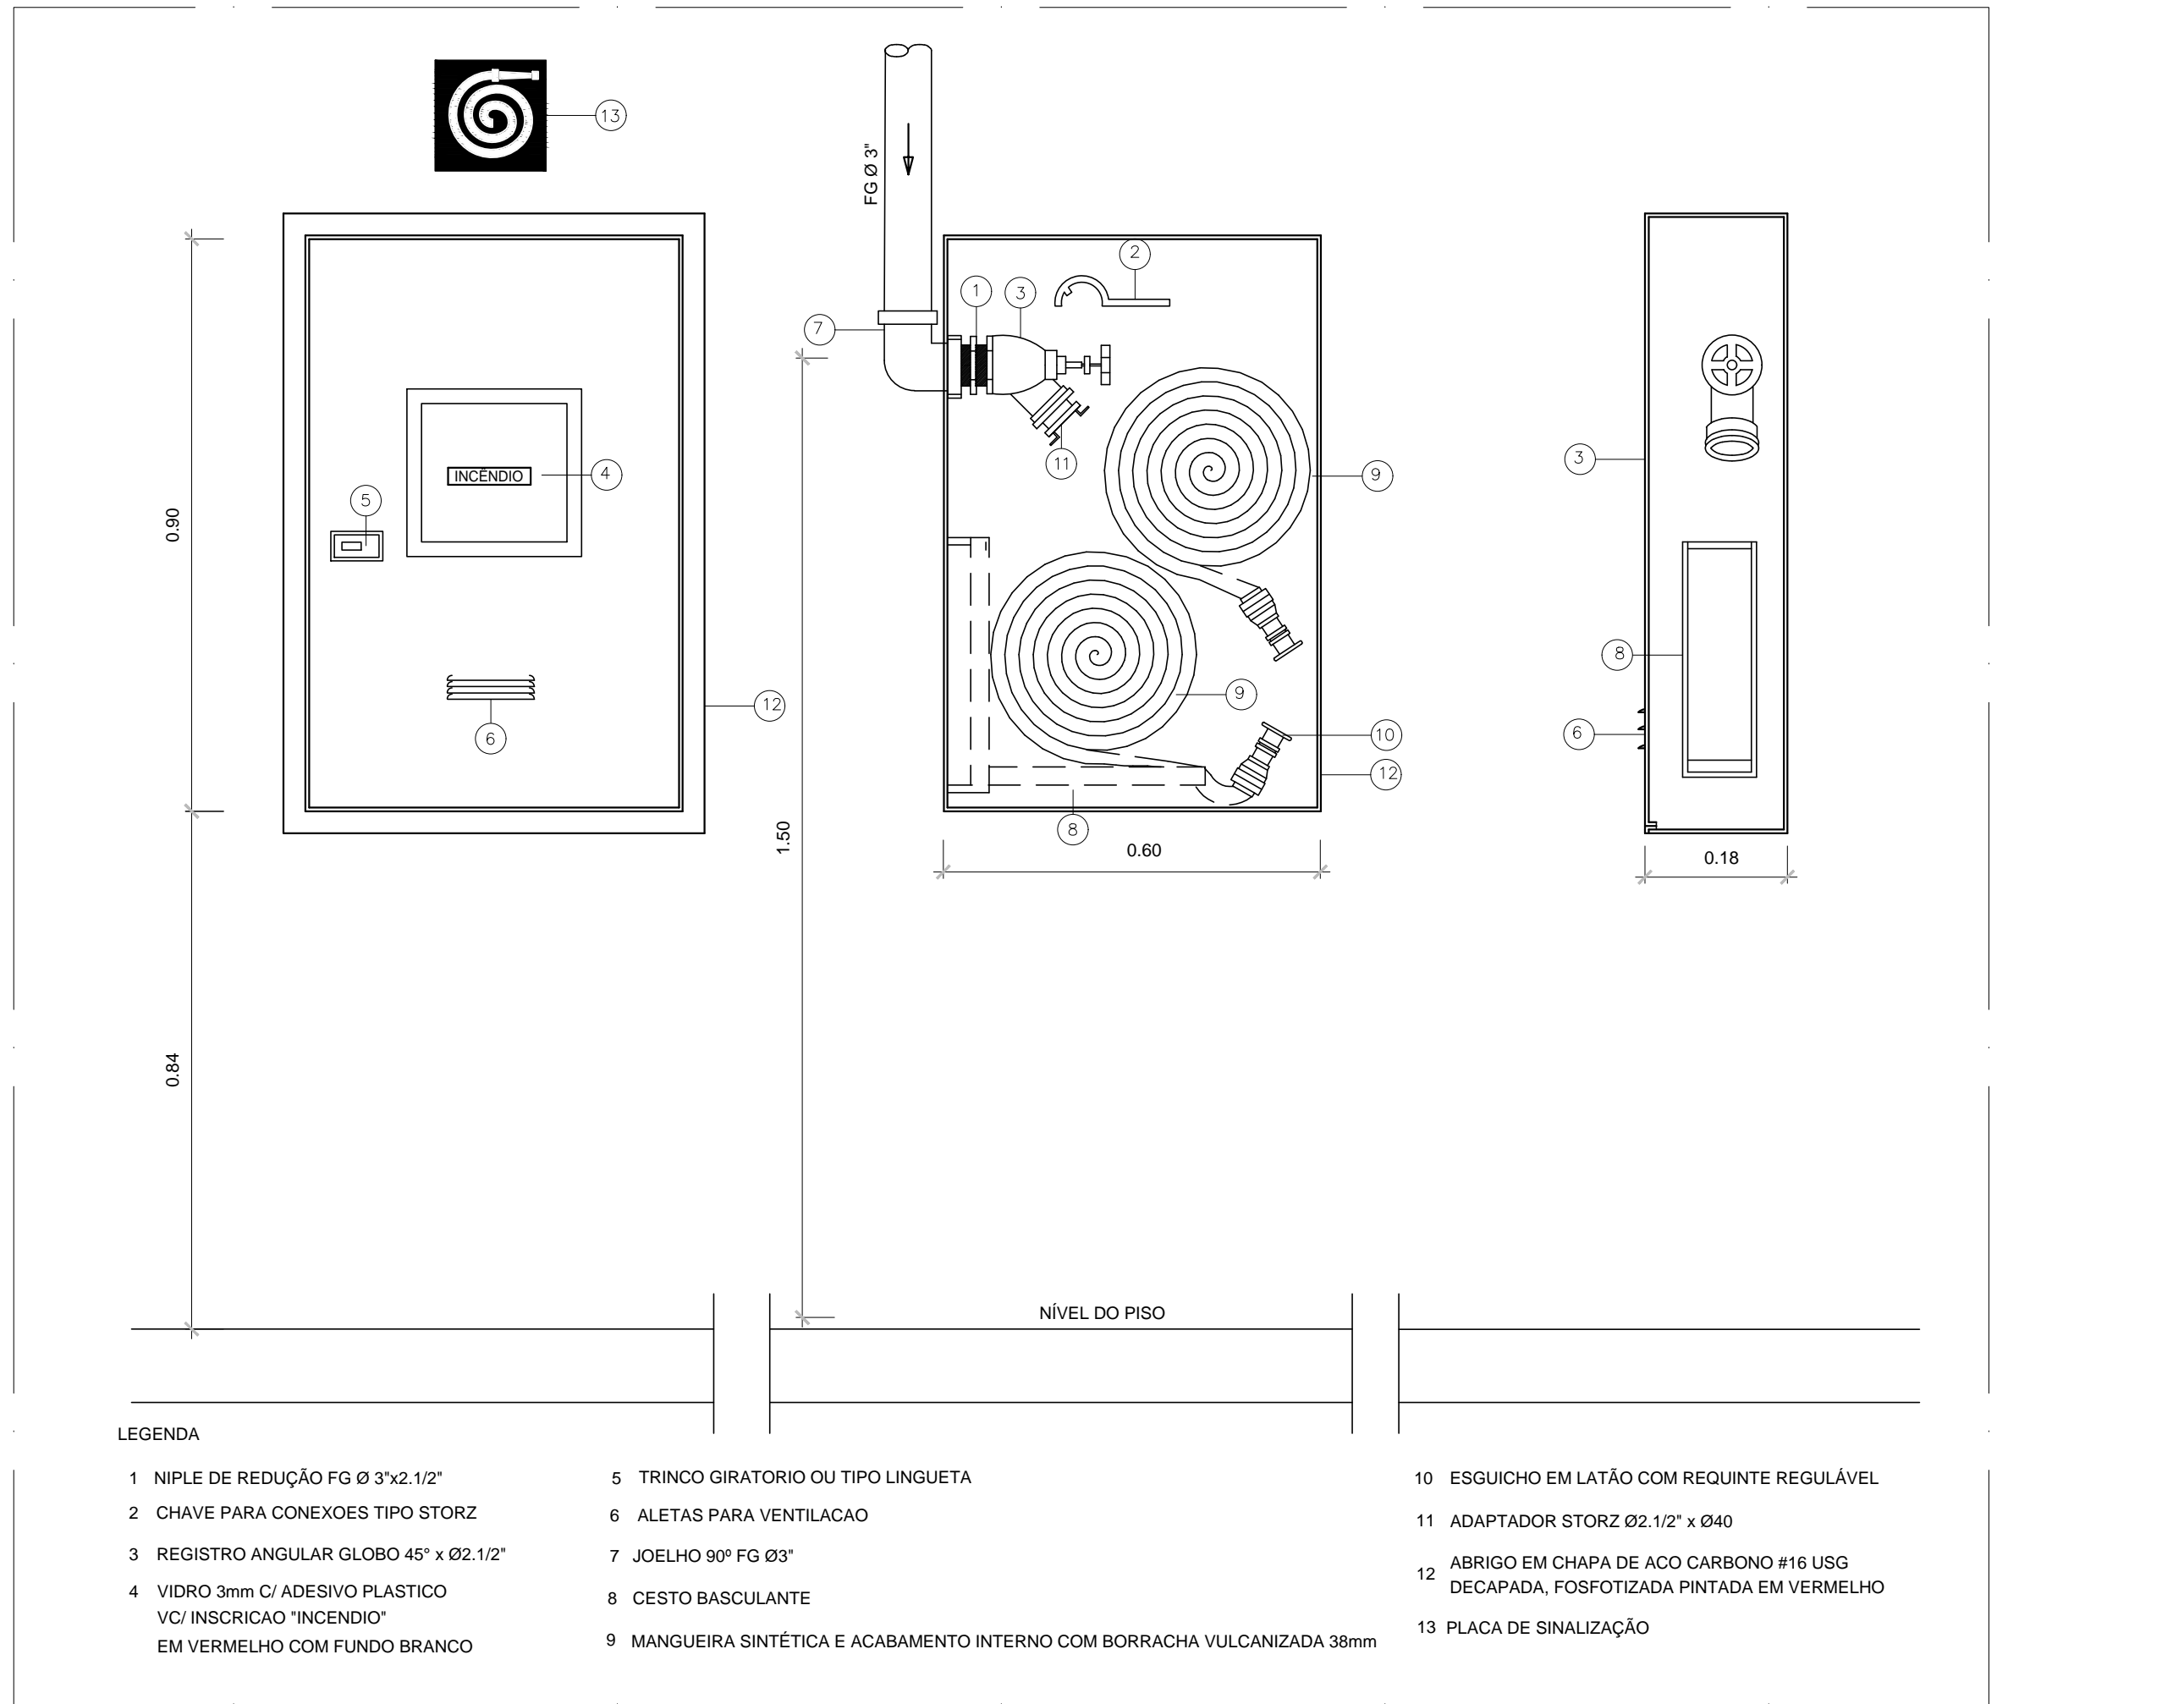 13
FG Ø 3"
2
1
3
7
INCÊNDIO
4
5
11
9
3
0.90
8
9
12
6
10
6
12
8
1.50
0.60
0.18
0.84
NÍVEL DO PISO
LEGENDA
1 NIPLE DE REDUÇÃO FG Ø 3"x2.1/2"
2 CHAVE PARA CONEXOES TIPO STORZ
3 REGISTRO ANGULAR GLOBO 45° x Ø2.1/2"
4 VIDRO 3mm C/ ADESIVO PLASTICO
VC/ INSCRICAO "INCENDIO"
EM VERMELHO COM FUNDO BRANCO
5 TRINCO GIRATORIO OU TIPO LINGUETA
6 ALETAS PARA VENTILACAO
7 JOELHO 90º FG Ø3"
8 CESTO BASCULANTE
9 MANGUEIRA SINTÉTICA E ACABAMENTO INTERNO COM BORRACHA VULCANIZADA 38mm
10 ESGUICHO EM LATÃO COM REQUINTE REGULÁVEL
11 ADAPTADOR STORZ Ø2.1/2" x Ø40
12 ABRIGO EM CHAPA DE ACO CARBONO #16 USG
DECAPADA, FOSFOTIZADA PINTADA EM VERMELHO
13 PLACA DE SINALIZAÇÃO